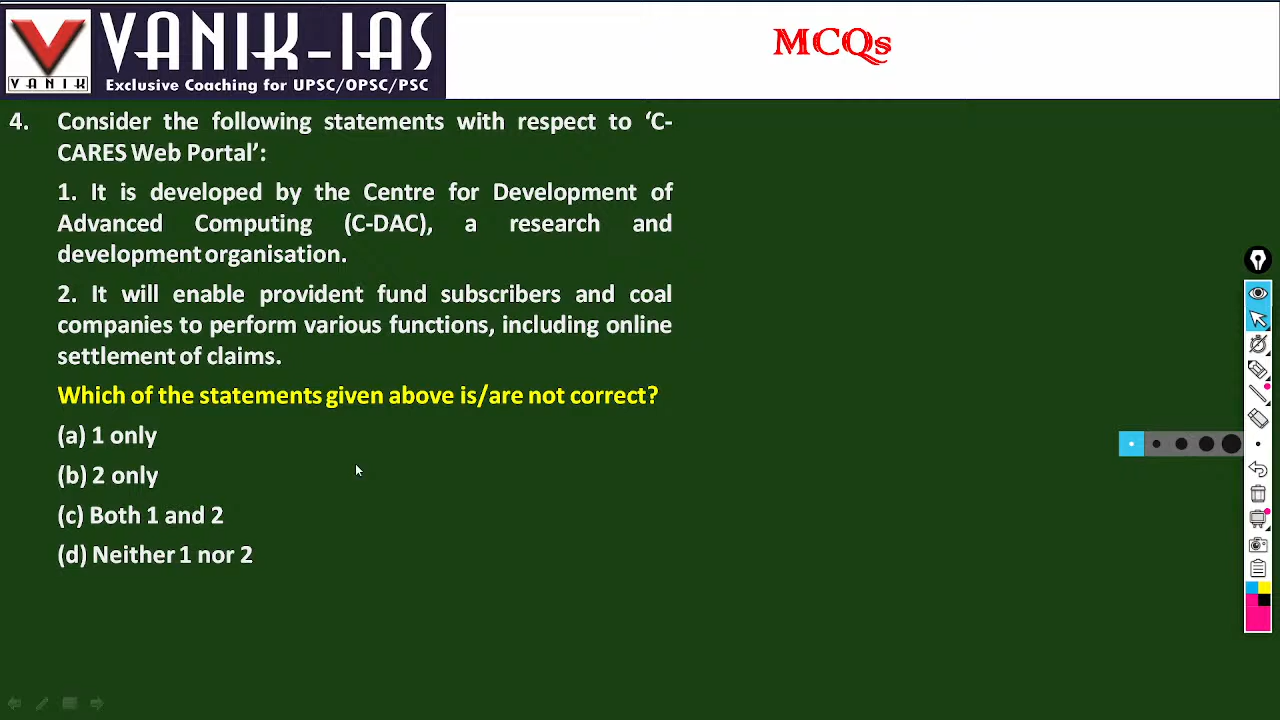 VANIK-IAS
VANIK
Exclusive Coaching for UPSC/OPSC/PSC
MCQs
4. Consider the following statements with respect to ‘C-
CARES Web Portal’:
1. It is developed by the Centre for Development of
Advanced Computing (C-DAC), a research and
development organisation.
2. It will enable provident fund subscribers and coal
companies to perform various functions, including online
settlement of claims.
Which of the statements given above is/are not correct?
(a) 1 only
(b) 2 only
(c) Both 1 and 2
(d) Neither 1 nor 2